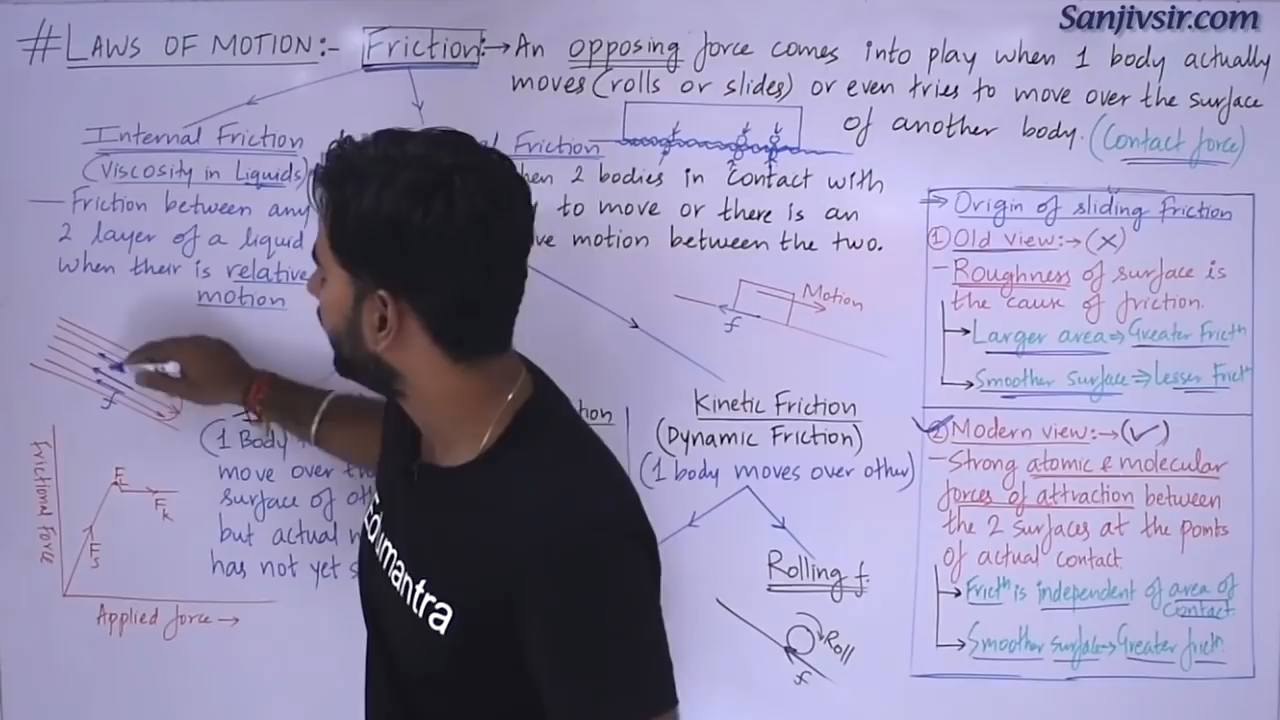 Sanjivsir.com
# LAWS OF MOTION:- Friction:→ An opposing force comes into play when 1 body actually
moves (rolls or slides) or even tries to move over the surface
of another body. (Contact force)
Internal Friction
(Viscosity in Liquids)
— Friction between any
2 layer of a liquid
when their is relative
motion
f
Friction
2 bodies in contact with
to move or there is an
motion between the two.
Motion
f
Frictional Force
FL
FK
FS
Applied force →
(1 Body
move over
surface of
but actual
has not yet
Kinetic Friction
(Dynamic Friction)
(1 body moves over other)
Rolling f.
Roll
f
→ Origin of sliding friction
① Old view:→(X)
- Roughness of surface is
the cause of friction.
→ Larger area⇒Greater Frictn
→ Smoother surface⇒Lesser Frictn
② Modern view:→(✓)
- Strong atomic & molecular
forces of attraction between
the 2 surfaces at the points
of actual contact.
→ Frictn is independent of area of
contact.
→ Smoother surface→Greater frictn.
Edumantra